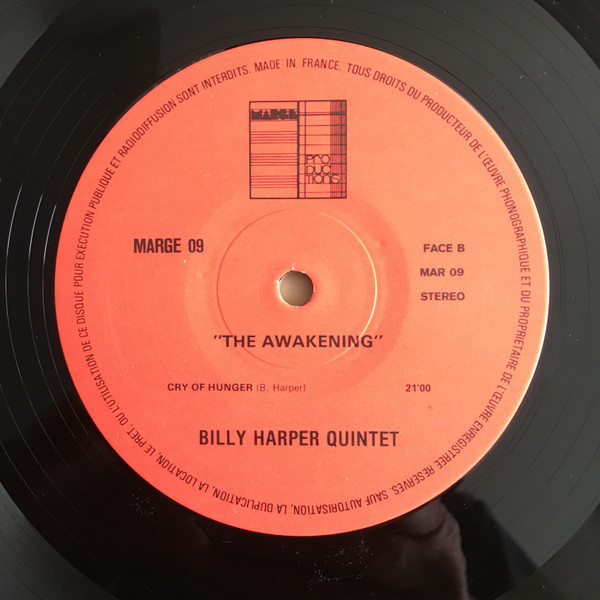 MADE IN FRANCE. TOUS DROITS DU PRODUCTEUR DE L'ŒUVRE PHONOGRAPHIQUE ET DU PROPRIETAIRE DE L'ŒUVRE ENREGISTREE RESERVES. SAUF AUTORISATION, LA DUPLICATION, LA LOCATION, LE PRET, OU L'UTILISATION DE CE DISQUE POUR EXECUTION PUBLIQUE ET RADIODIFFUSION SONT INTERDITS.
MARGE
PRO
DUC
TIONS
MARGE 09
FACE B
MAR 09
STEREO
"THE AWAKENING"
CRY OF HUNGER (B. Harper) 21'00
BILLY HARPER QUINTET